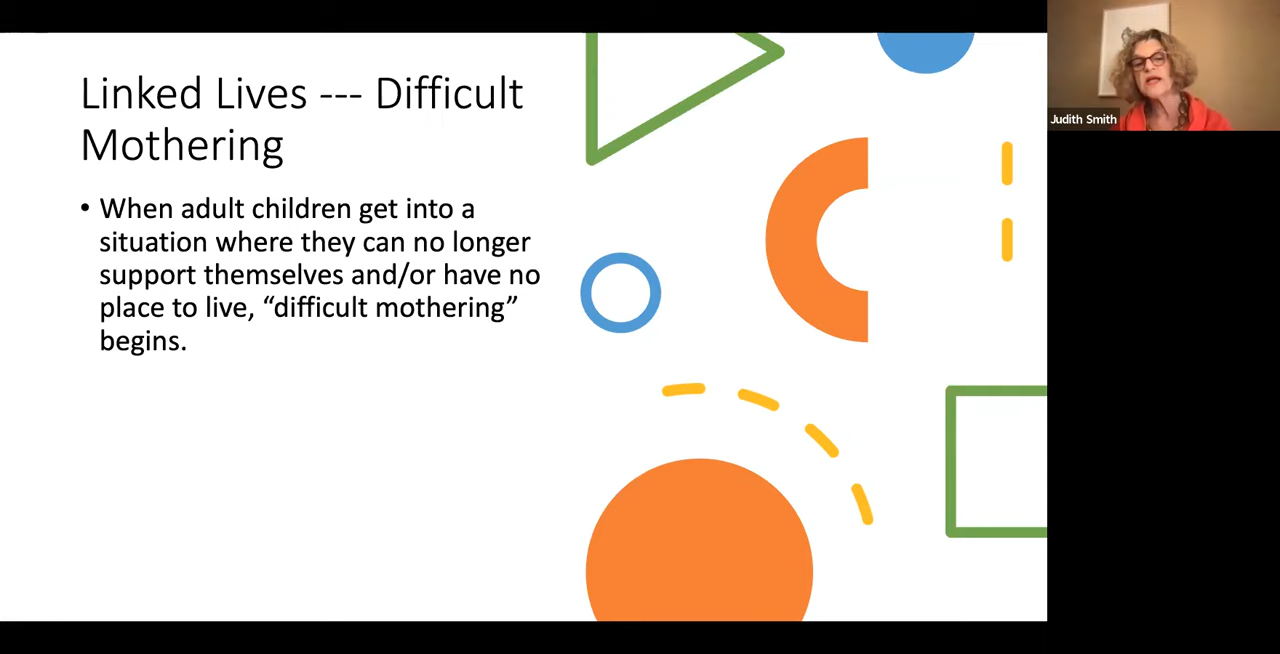 Linked Lives --- Difficult
Mothering
• When adult children get into a
situation where they can no longer
support themselves and/or have no
place to live, “difficult mothering”
begins.
Judith Smith